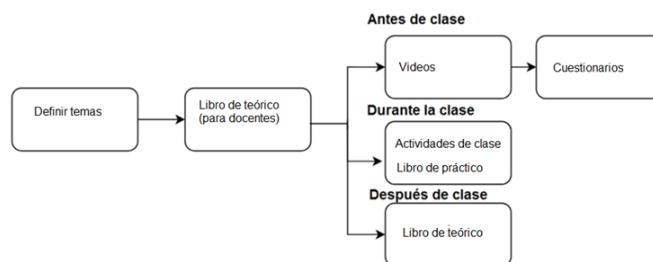 Antes de clase
Videos
Cuestionarios
Definir temas
Libro de teórico
(para docentes)
Durante la clase
Actividades de clase
Libro de práctico
Después de clase
Libro de teórico